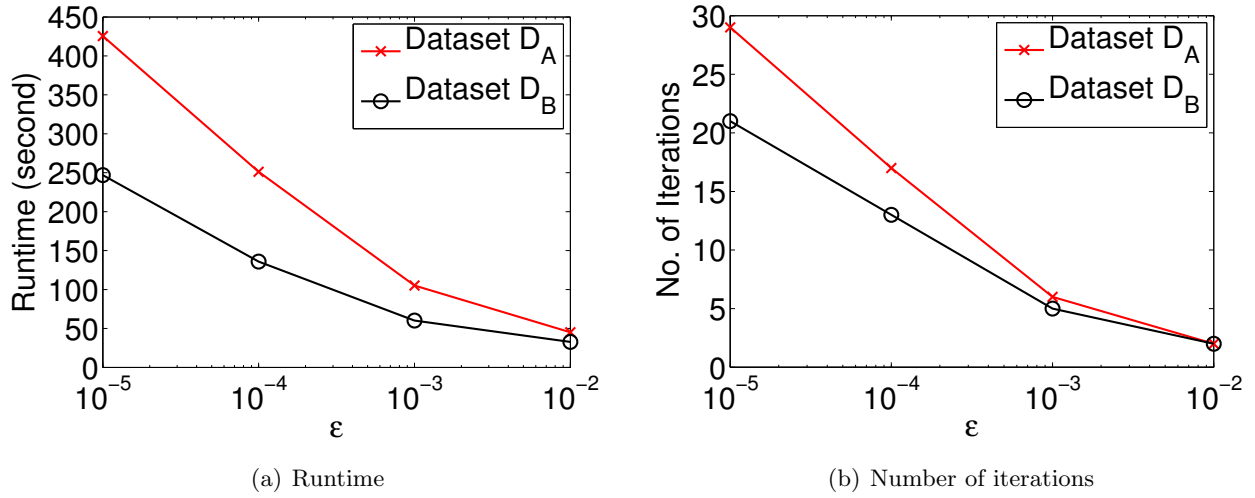 450
400
350
300
250
200
150
100
50
0
Runtime (second)
10^-5
10^-4
10^-3
10^-2
ε
Dataset D_A
Dataset D_B
(a) Runtime
30
25
20
15
10
5
0
No. of Iterations
10^-5
10^-4
10^-3
10^-2
ε
Dataset D_A
Dataset D_B
(b) Number of iterations